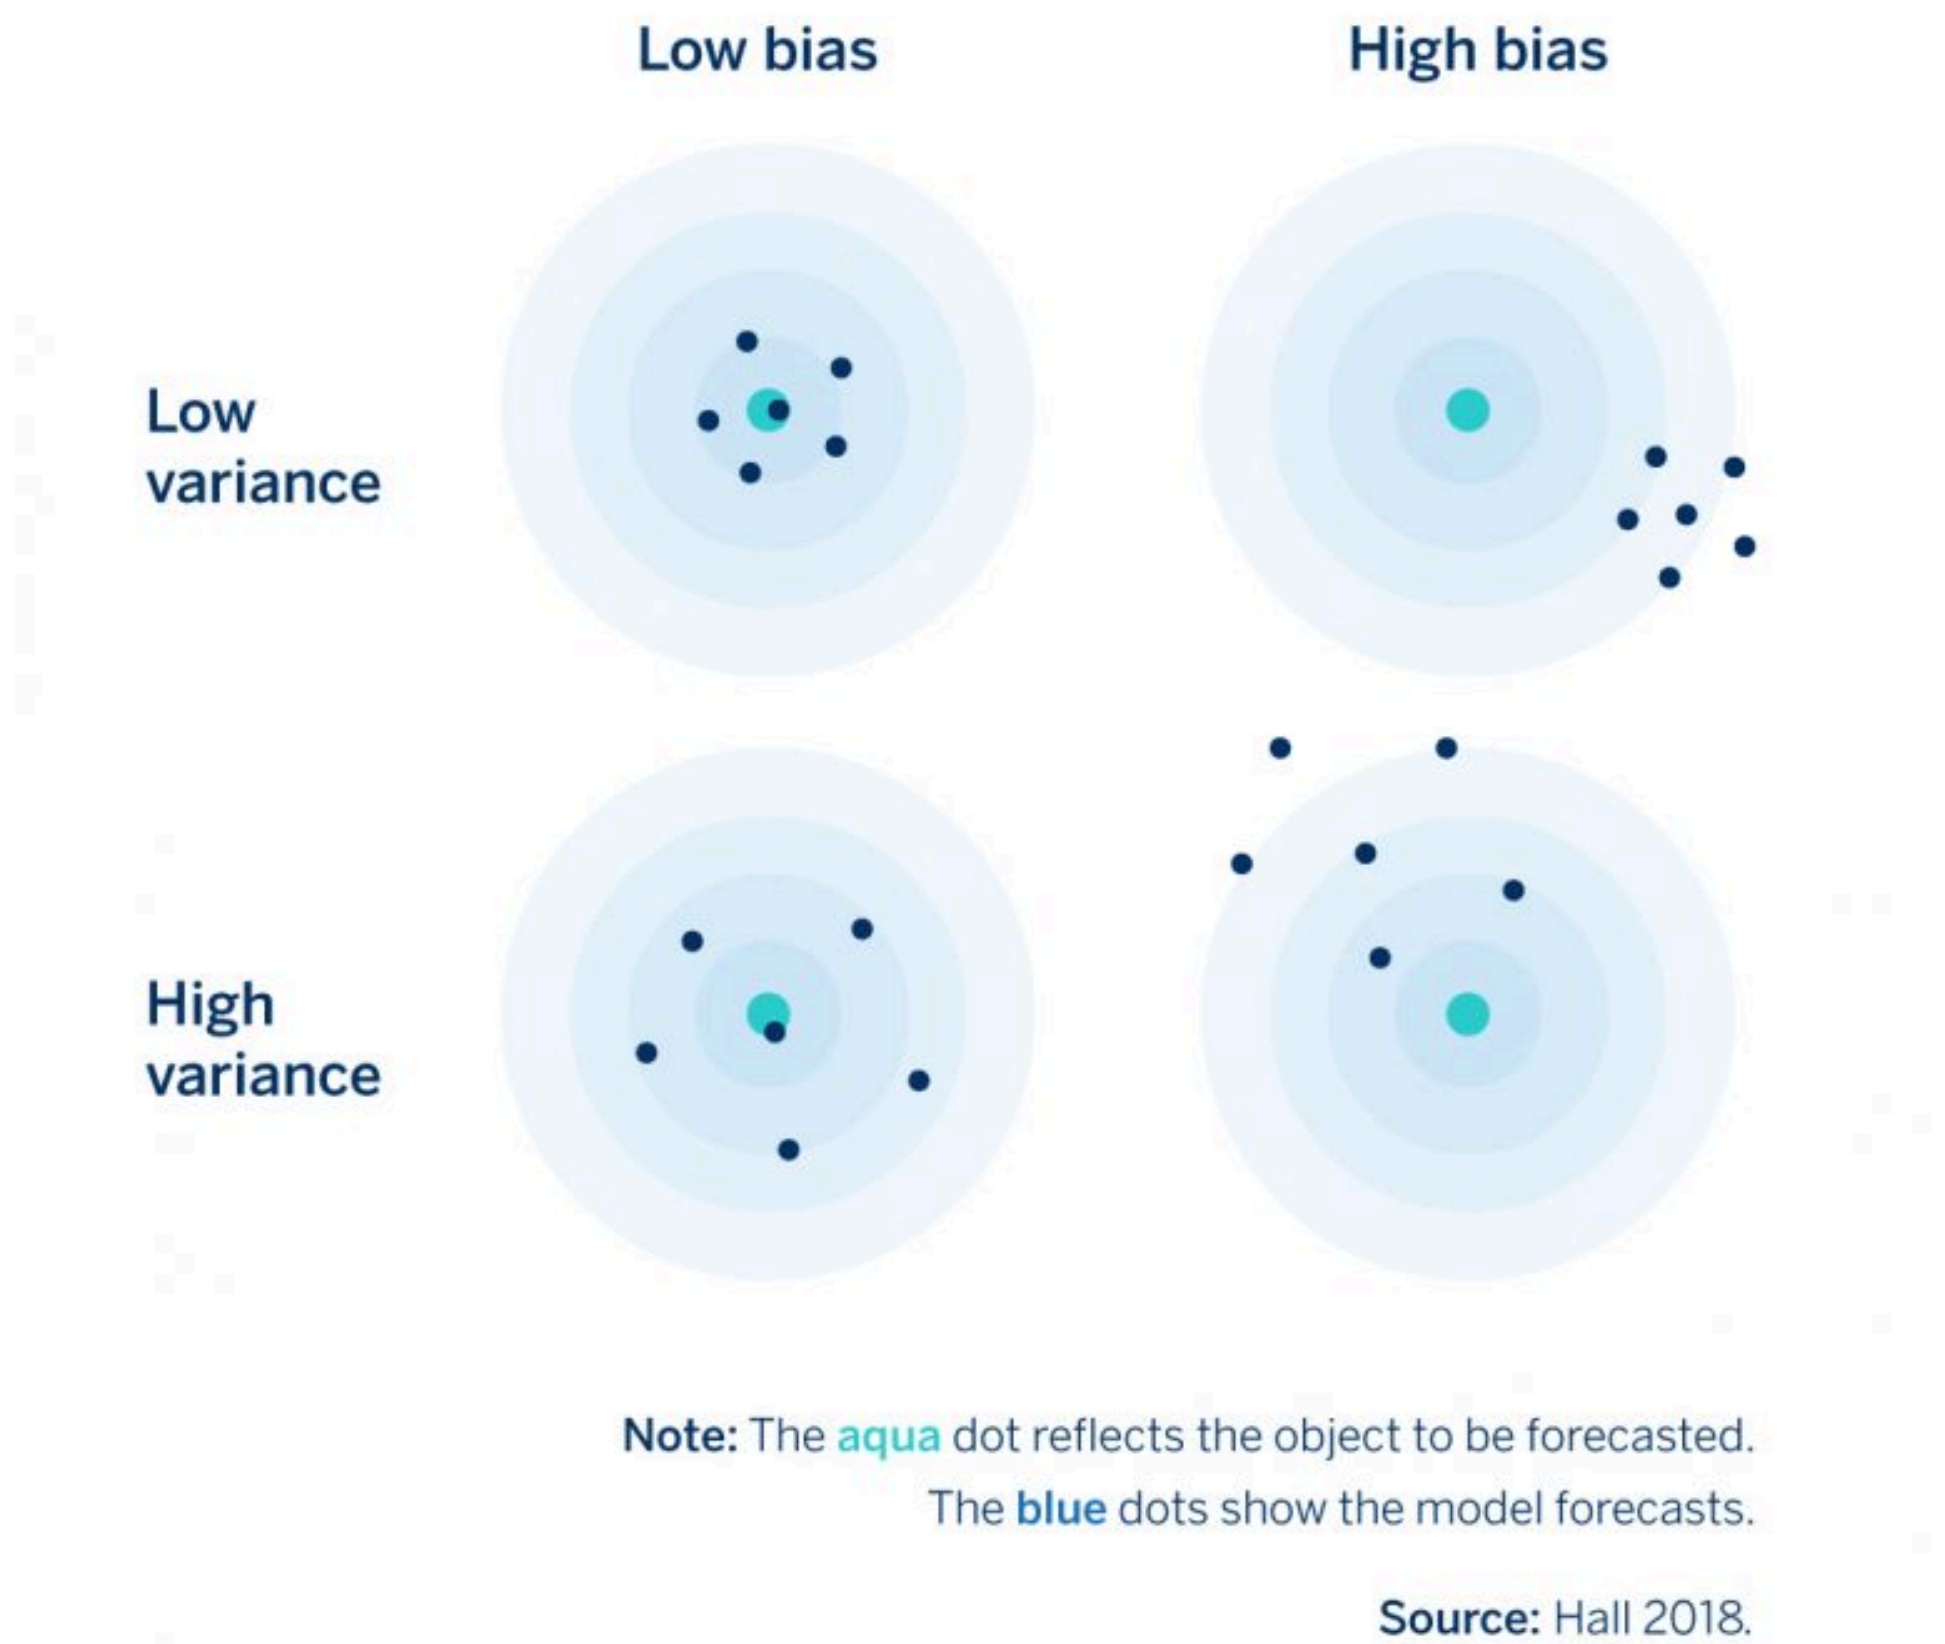 Low bias
High bias
Low
variance
High
variance
Note: The aqua dot reflects the object to be forecasted.
The blue dots show the model forecasts.
Source: Hall 2018.